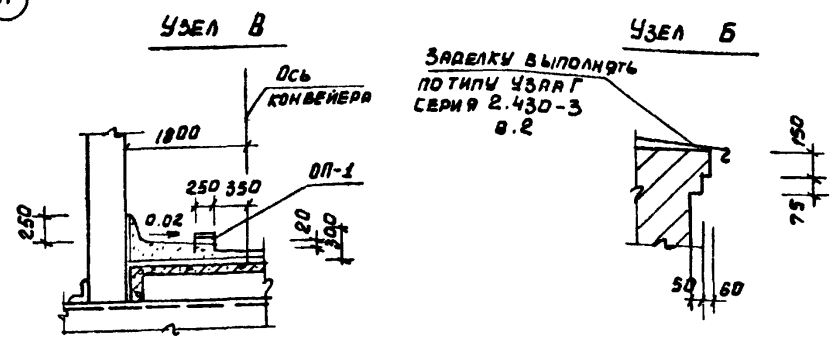 Узел В
Ось
конвейера
1800
250 350
ОП-1
250
0.02
20
300
Узел Б
Заделку выполнять
по типу узла Г
серия 2.430-3
в.2
150
75
50
60